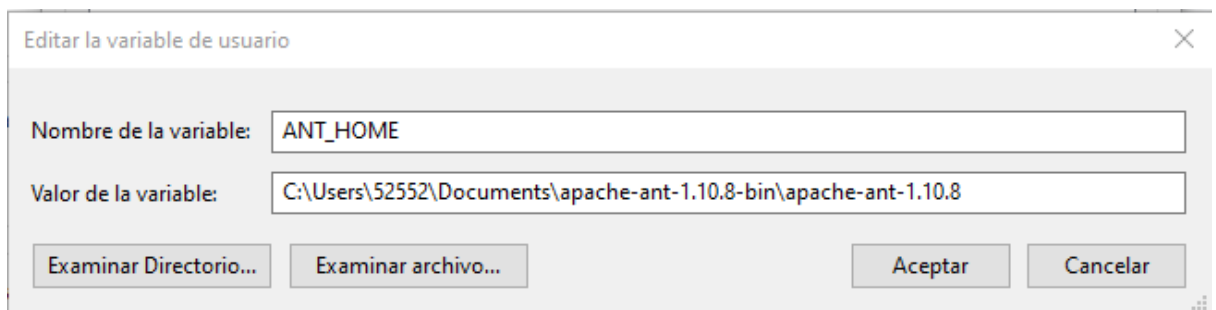 Editar la variable de usuario
Nombre de la variable: ANT_HOME
Valor de la variable: C:\Users\52552\Documents\apache-ant-1.10.8-bin\apache-ant-1.10.8
Examinar Directorio... Examinar archivo... Aceptar Cancelar